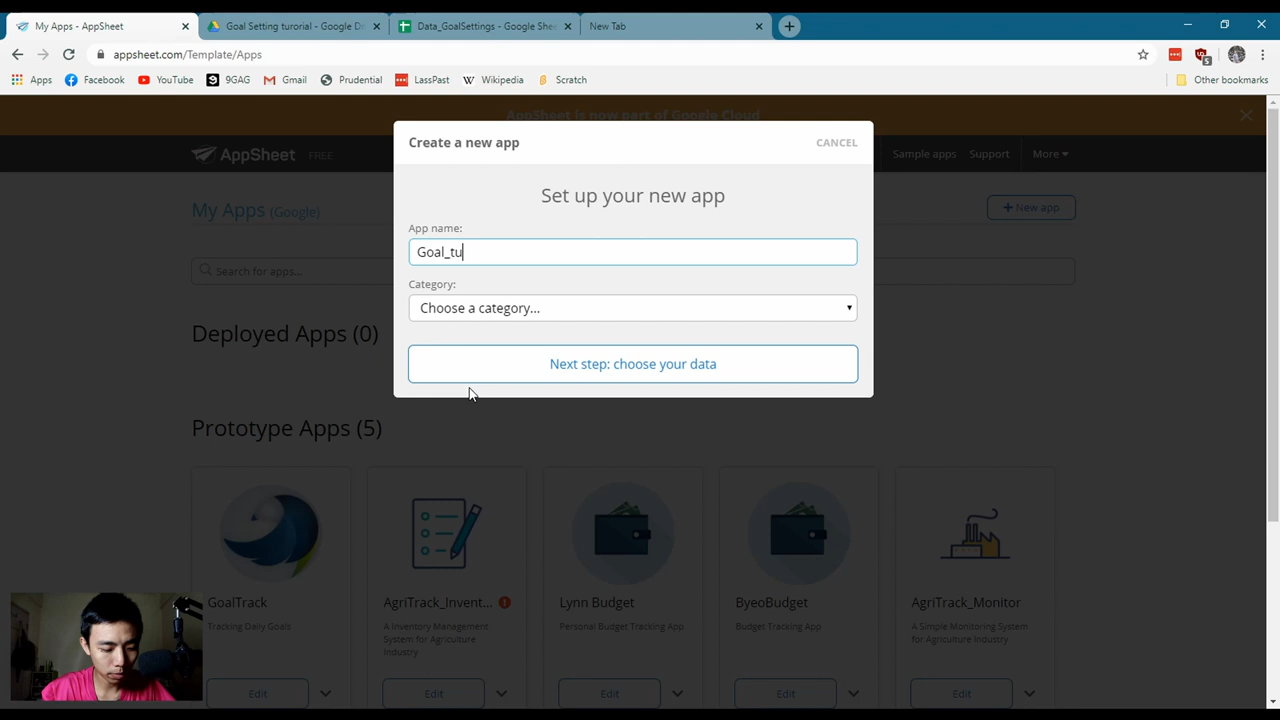 My Apps - AppSheet
Goal Setting turorial - Google Dr
Data_GoalSettings - Google Shee
New Tab
appsheet.com/Template/Apps
5
Apps
Facebook
YouTube
9GAG
Gmail
Prudential
LassPast
Wikipedia
Scratch
Other bookmarks
AppSheet is now part of Google Cloud
AppSheet FREE
Sample apps
Support
More
My Apps (Google)
+ New app
Search for apps...
Create a new app
CANCEL
Set up your new app
App name:
Goal_tu
Category:
Choose a category...
Next step: choose your data
Deployed Apps (0)
Prototype Apps (5)
GoalTrack
Tracking Daily Goals
Edit
AgriTrack_Invent...
A Inventory Management
System for Agriculture
Industry
Edit
Lynn Budget
Personal Budget Tracking App
Edit
ByeoBudget
Budget Tracking App
Edit
AgriTrack_Monitor
A Simple Monitoring System
for Agriculture Industry
Edit